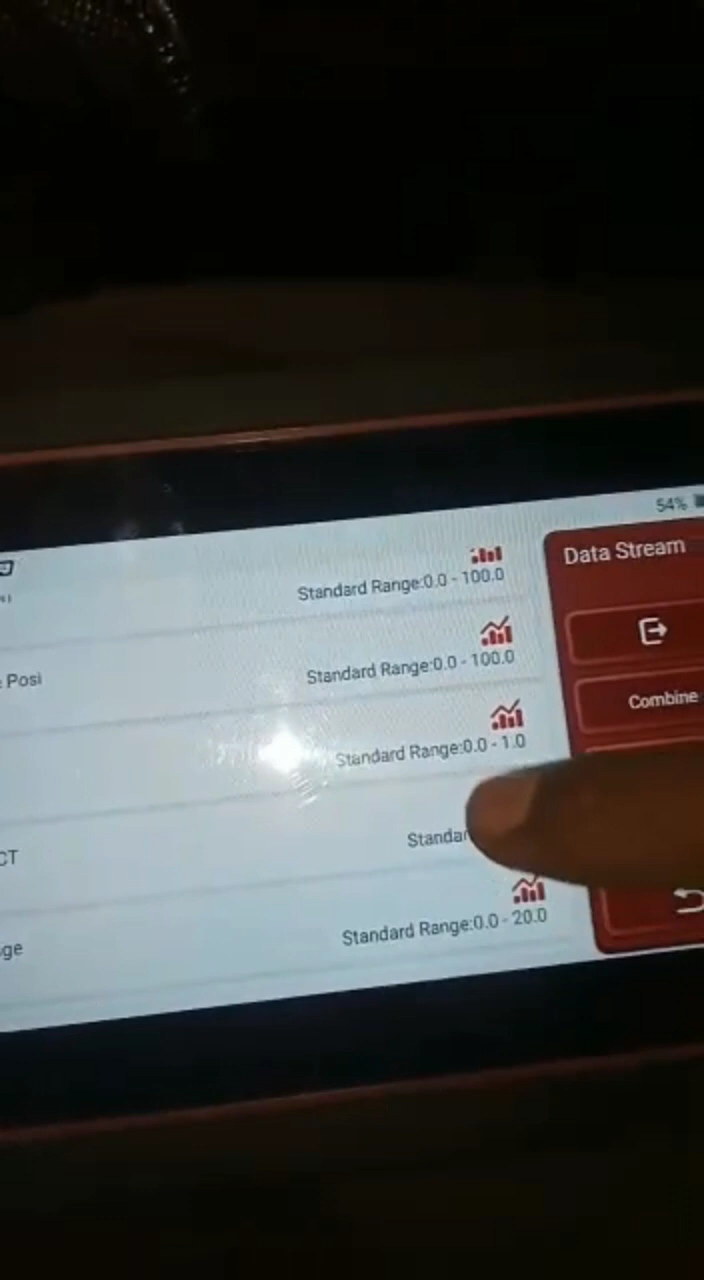 54%
Data Stream
Standard Range:0.0 - 100.0
Posi
Standard Range:0.0 - 100.0
Combine
Standard Range:0.0 - 1.0
CT
Standar
ge
Standard Range:0.0 - 20.0